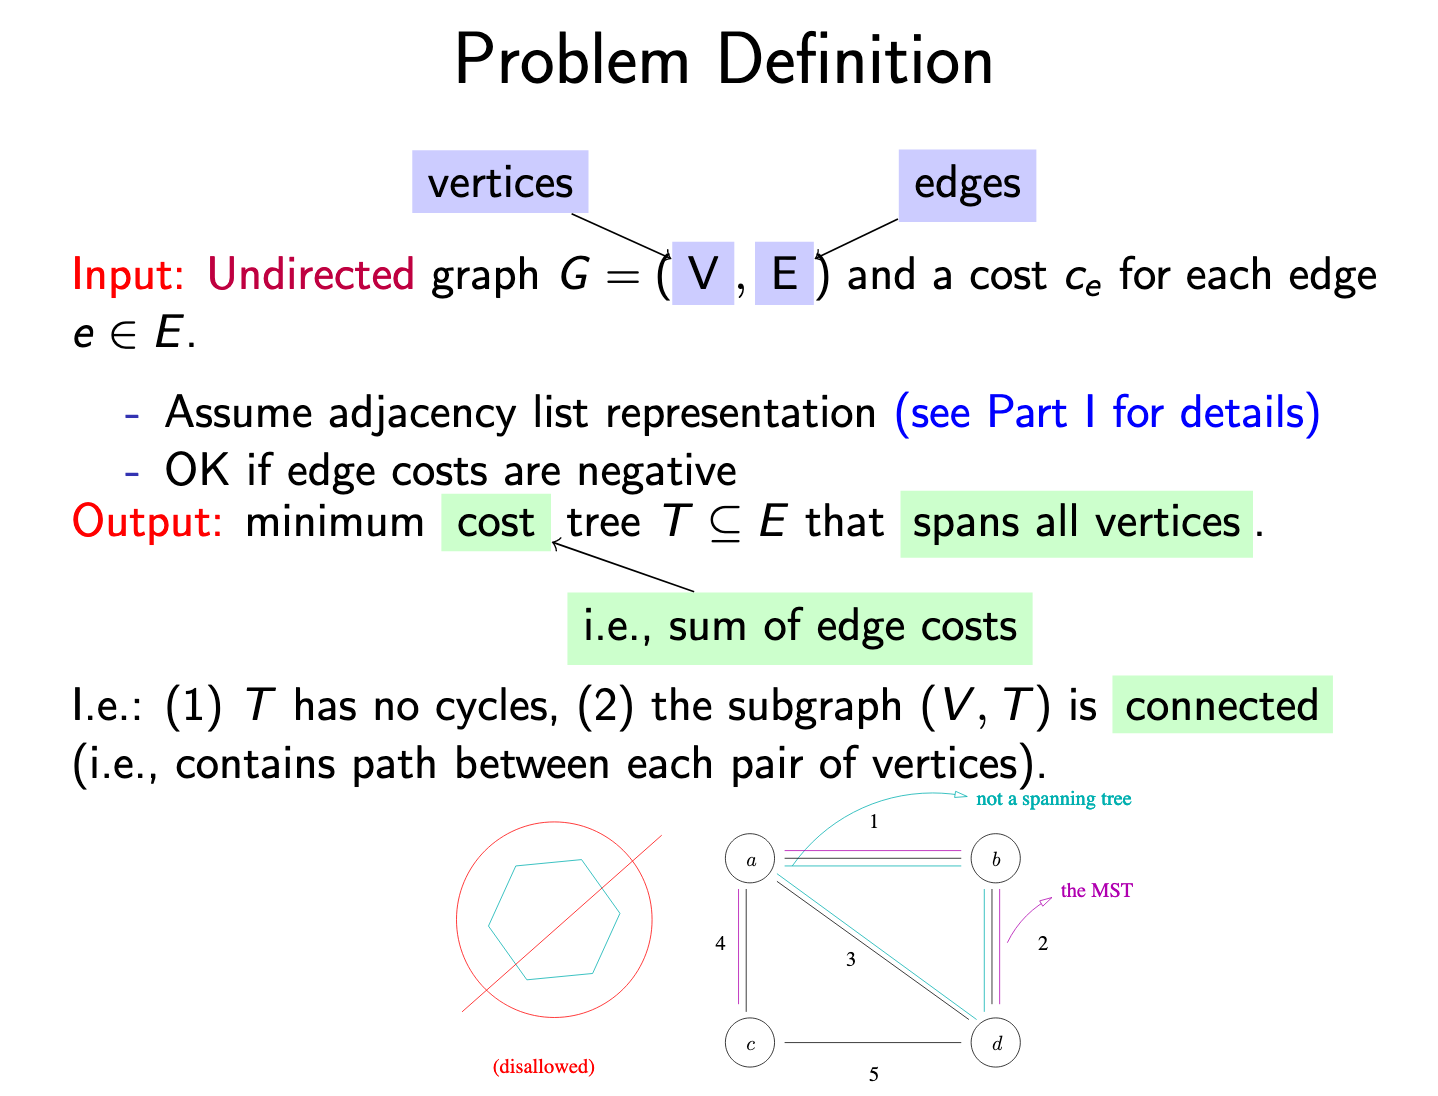 Problem Definition
vertices
edges
Input: Undirected graph G = ( V , E ) and a cost c_e for each edge
e ∈ E.
- Assume adjacency list representation (see Part I for details)
- OK if edge costs are negative
Output: minimum cost tree T ⊆ E that spans all vertices .
i.e., sum of edge costs
I.e.: (1) T has no cycles, (2) the subgraph (V, T) is connected
(i.e., contains path between each pair of vertices).
not a spanning tree
1
a
b
the MST
4
2
3
c
d
(disallowed)
5